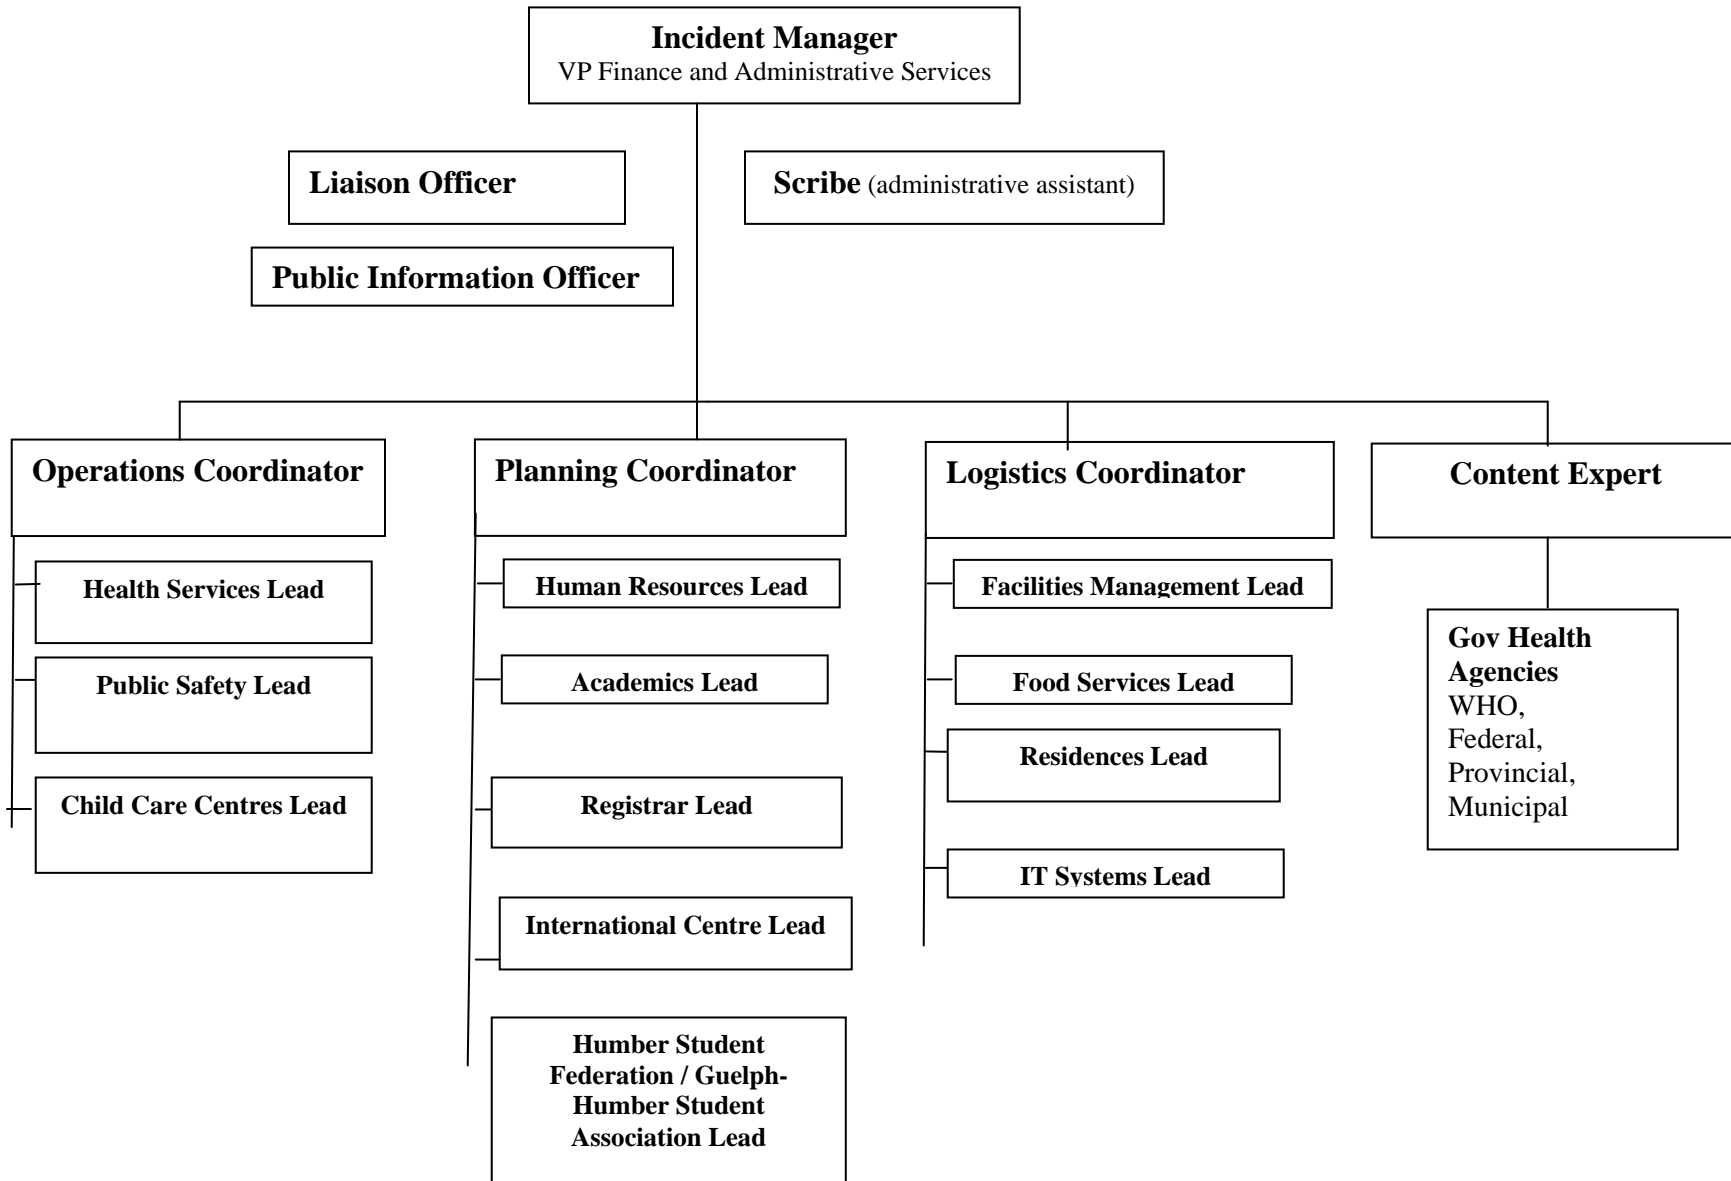 Incident Manager
VP Finance and Administrative Services
Liaison Officer
Scribe (administrative assistant)
Public Information Officer
Operations Coordinator
Health Services Lead
Public Safety Lead
Child Care Centres Lead
Planning Coordinator
Human Resources Lead
Academics Lead
Registrar Lead
International Centre Lead
Humber Student
Federation / Guelph-
Humber Student
Association Lead
Logistics Coordinator
Facilities Management Lead
Food Services Lead
Residences Lead
IT Systems Lead
Content Expert
Gov Health
Agencies
WHO,
Federal,
Provincial,
Municipal